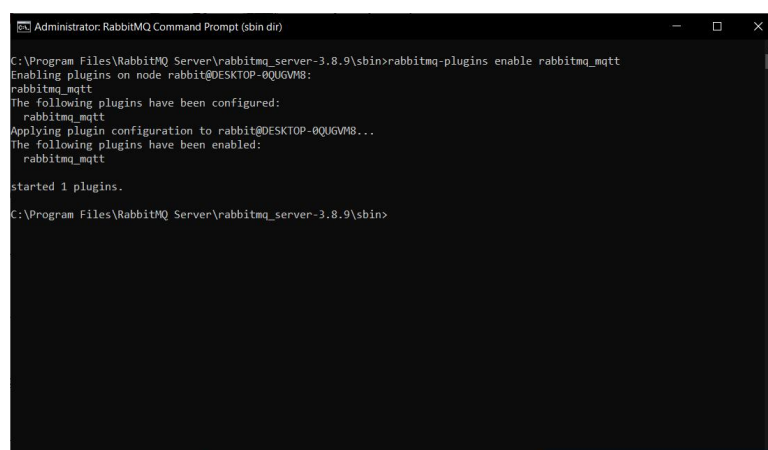 Administrator: RabbitMQ Command Prompt (sbin dir)
C:\Program Files\RabbitMQ Server\rabbitmq_server-3.8.9\sbin>rabbitmq-plugins enable rabbitmq_mqtt
Enabling plugins on node rabbit@DESKTOP-0QUGVM8:
rabbitmq_mqtt
The following plugins have been configured:
  rabbitmq_mqtt
Applying plugin configuration to rabbit@DESKTOP-0QUGVM8...
The following plugins have been enabled:
  rabbitmq_mqtt
started 1 plugins.
C:\Program Files\RabbitMQ Server\rabbitmq_server-3.8.9\sbin>